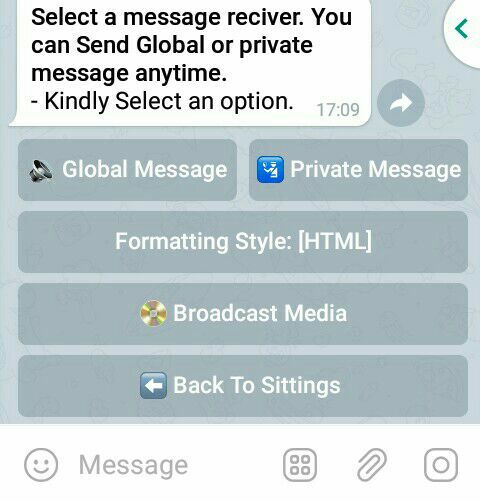 Select a message reciver. You
can Send Global or private
message anytime.
- Kindly Select an option. 17:09
🔊 Global Message 🛂 Private Message
Formatting Style: [HTML]
📀 Broadcast Media
⬅️ Back To Sittings
Message